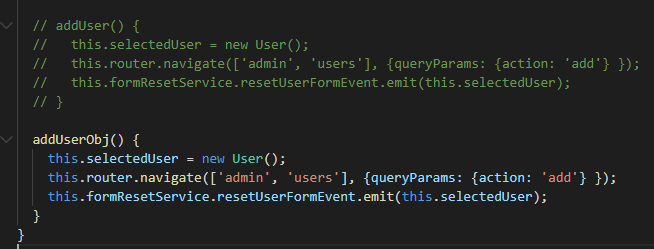 // addUser() {
//   this.selectedUser = new User();
//   this.router.navigate(['admin', 'users'], {queryParams: {action: 'add'} });
//   this.formResetService.resetUserFormEvent.emit(this.selectedUser);
// }
addUserObj() {
  this.selectedUser = new User();
  this.router.navigate(['admin', 'users'], {queryParams: {action: 'add'} });
  this.formResetService.resetUserFormEvent.emit(this.selectedUser);
}
}